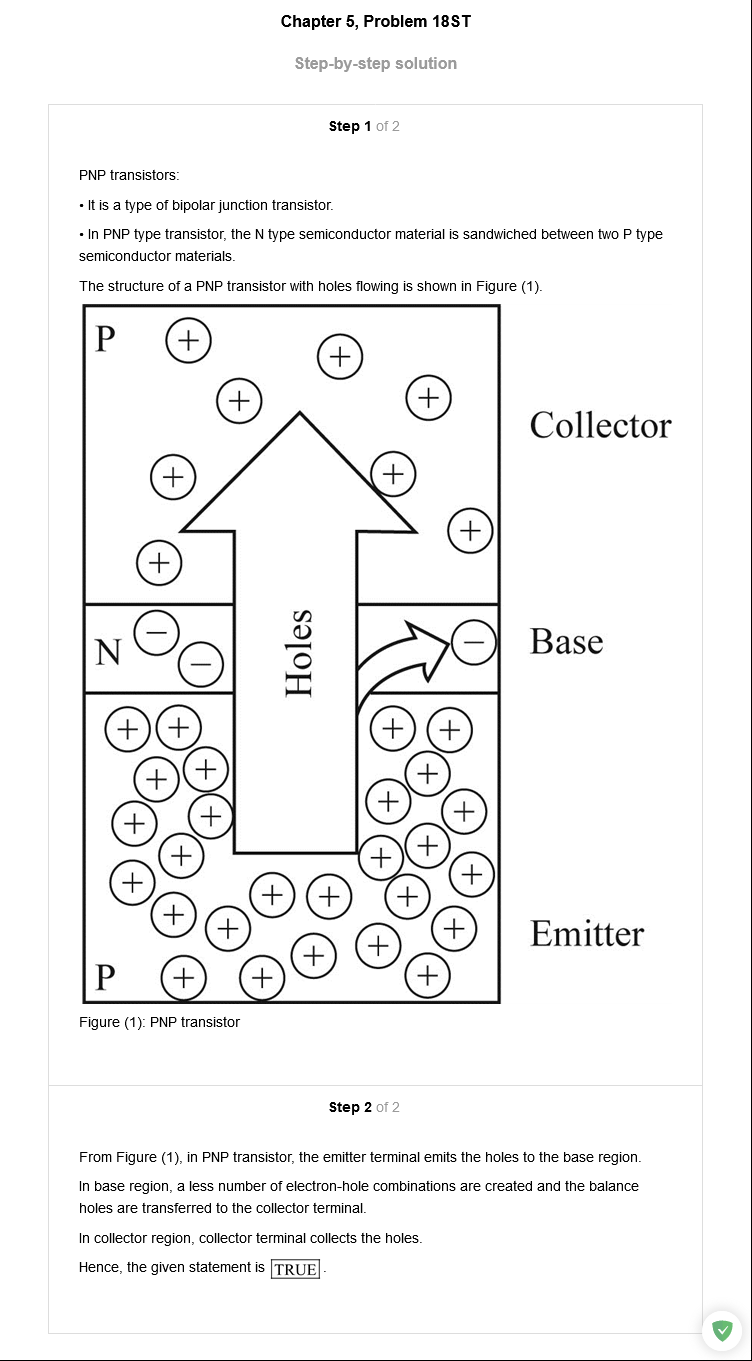 Chapter 5, Problem 18ST
Step-by-step solution
Step 1 of 2
PNP transistors:
• It is a type of bipolar junction transistor.
• In PNP type transistor, the N type semiconductor material is sandwiched between two P type
semiconductor materials.
The structure of a PNP transistor with holes flowing is shown in Figure (1).
P
Collector
N
Holes
Base
Emitter
P
Figure (1): PNP transistor
Step 2 of 2
From Figure (1), in PNP transistor, the emitter terminal emits the holes to the base region.
In base region, a less number of electron-hole combinations are created and the balance
holes are transferred to the collector terminal.
In collector region, collector terminal collects the holes.
Hence, the given statement is TRUE.